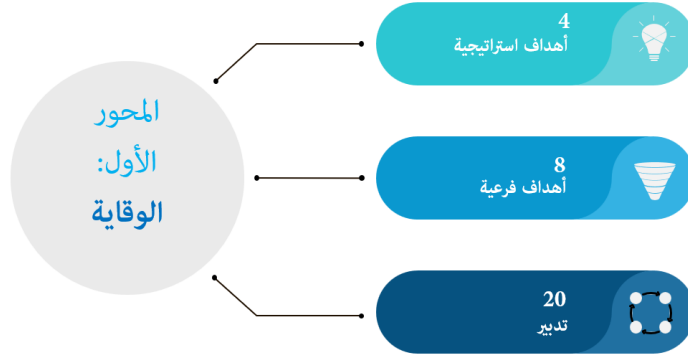 المحور
الأول:
الوقاية
4
أهداف استراتيجية
8
أهداف فرعية
20
تدبير